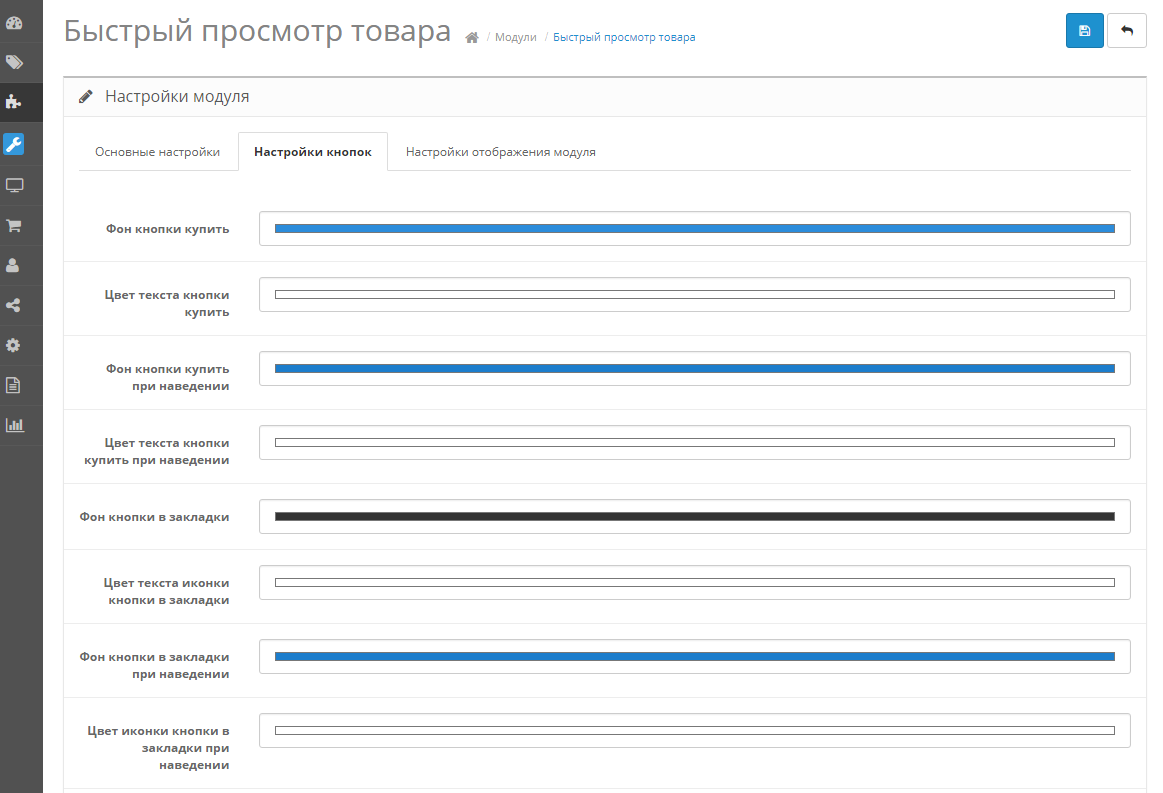 Быстрый просмотр товара
/ Модули / Быстрый просмотр товара
Настройки модуля
Основные настройки
Настройки кнопок
Настройки отображения модуля
Фон кнопки купить
Цвет текста кнопки
купить
Фон кнопки купить
при наведении
Цвет текста кнопки
купить при наведении
Фон кнопки в закладки
Цвет текста иконки
кнопки в закладки
Фон кнопки в закладки
при наведении
Цвет иконки кнопки в
закладки при
наведении